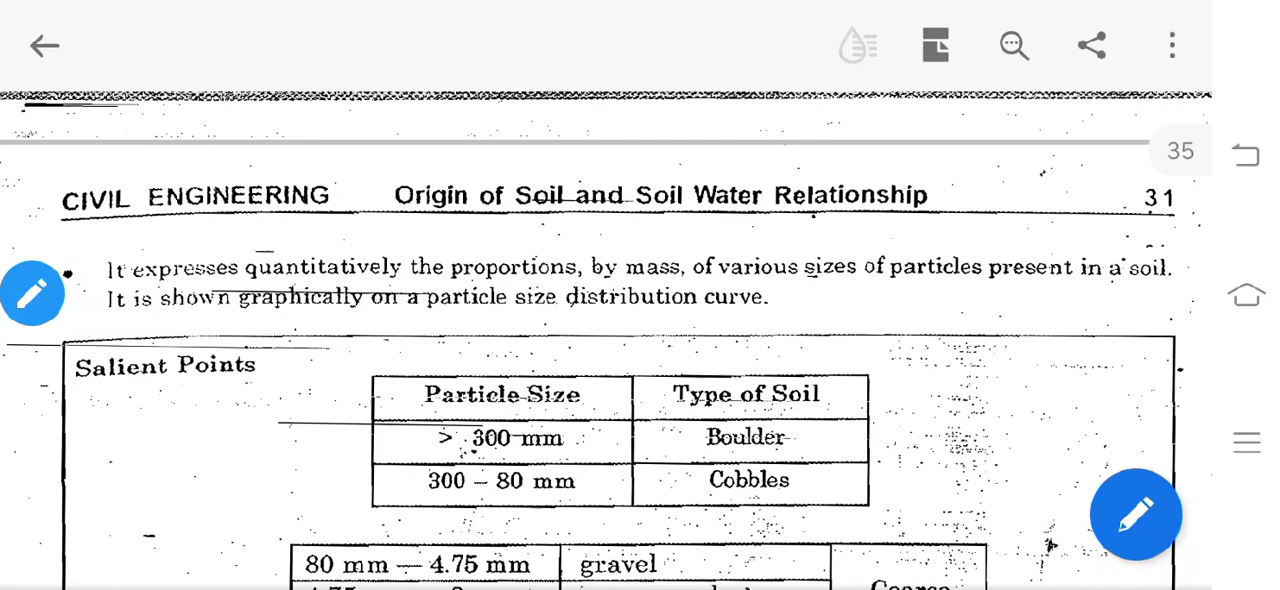 35
CIVIL ENGINEERING Origin of Soil and Soil Water Relationship 31
• It expresses quantitatively the proportions, by mass, of various sizes of particles present in a soil.
It is shown graphically on a particle size distribution curve.
Salient Points
Particle Size Type of Soil
> 300 mm Boulder
300 – 80 mm Cobbles
80 mm – 4.75 mm gravel
Coarse